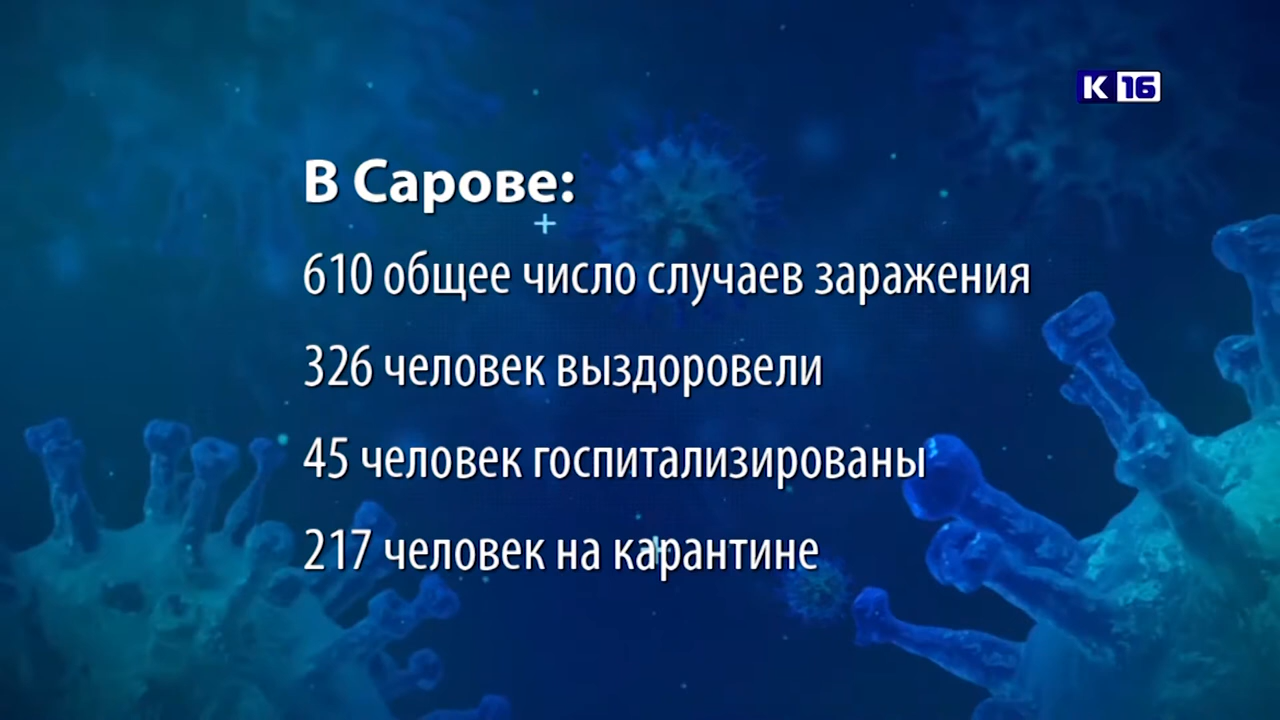 К 16
В Сарове:
610 общее число случаев заражения
326 человек выздоровели
45 человек госпитализированы
217 человек на карантине